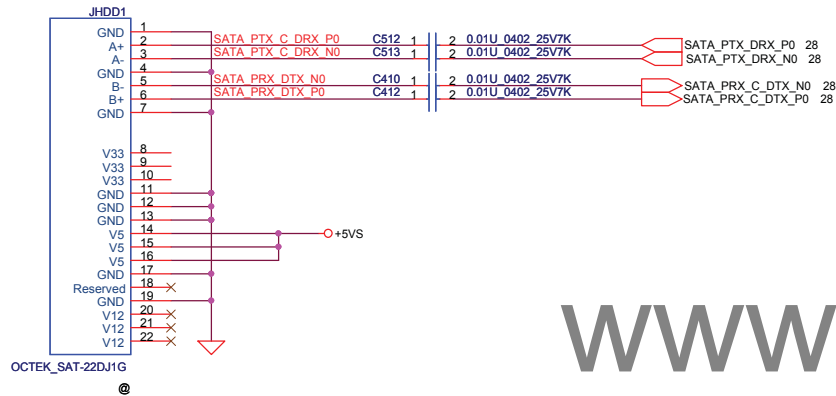 JHDD1
GND 1
A+ 2 SATA_PTX_C_DRX_P0 C512 1 2 0.01U_0402_25V7K SATA_PTX_DRX_P0 28
A- 3 SATA_PTX_C_DRX_N0 C513 1 2 0.01U_0402_25V7K SATA_PTX_DRX_N0 28
GND 4
B- 5 SATA_PRX_DTX_N0 C410 1 2 0.01U_0402_25V7K SATA_PRX_C_DTX_N0 28
B+ 6 SATA_PRX_DTX_P0 C412 1 2 0.01U_0402_25V7K SATA_PRX_C_DTX_P0 28
GND 7
V33 8
V33 9
V33 10
GND 11
GND 12
GND 13
V5 14 +5VS
V5 15
V5 16
GND 17
Reserved 18
GND 19
V12 20
V12 21
V12 22
OCTEK_SAT-22DJ1G
@
WWW